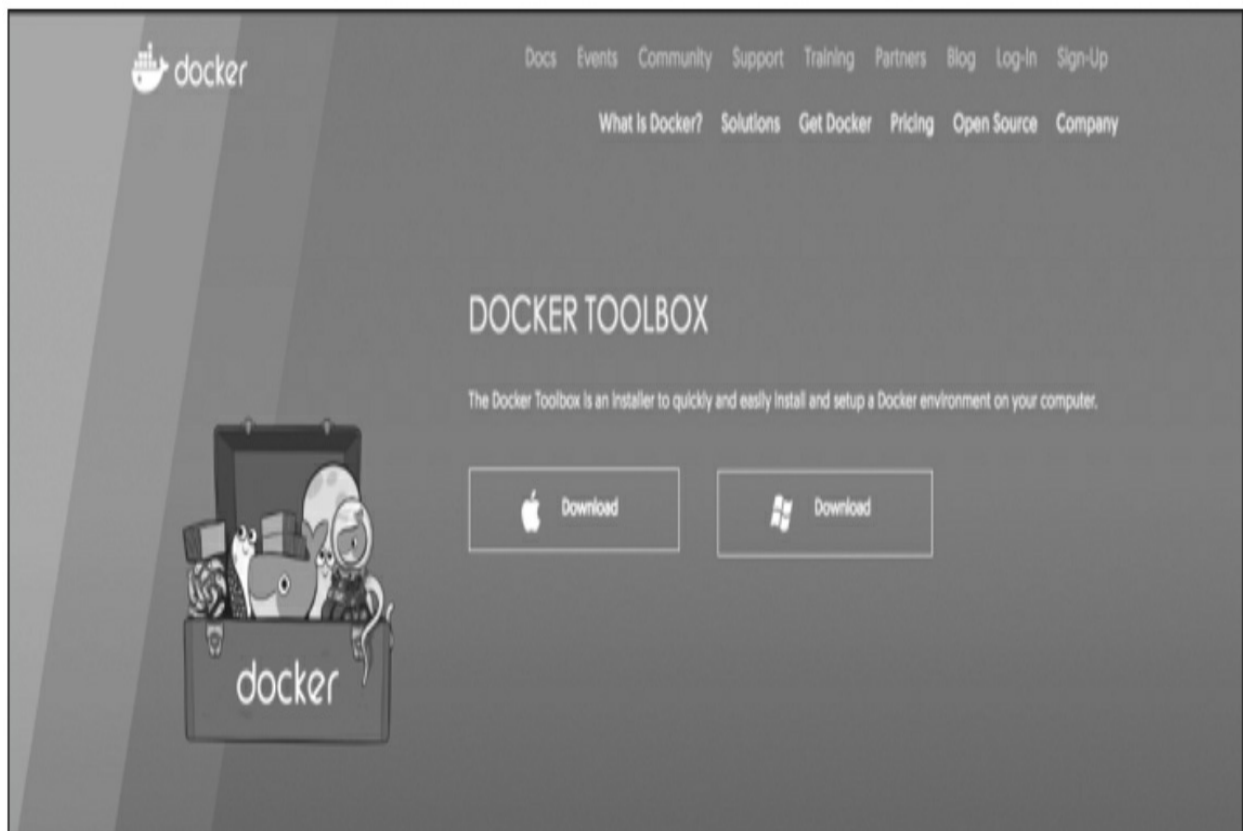 docker
Docs Events Community Support Training Partners Blog Log-In Sign-Up
What is Docker? Solutions Get Docker Pricing Open Source Company
DOCKER TOOLBOX
The Docker Toolbox is an installer to quickly and easily install and setup a Docker environment on your computer.
Download Download
docker